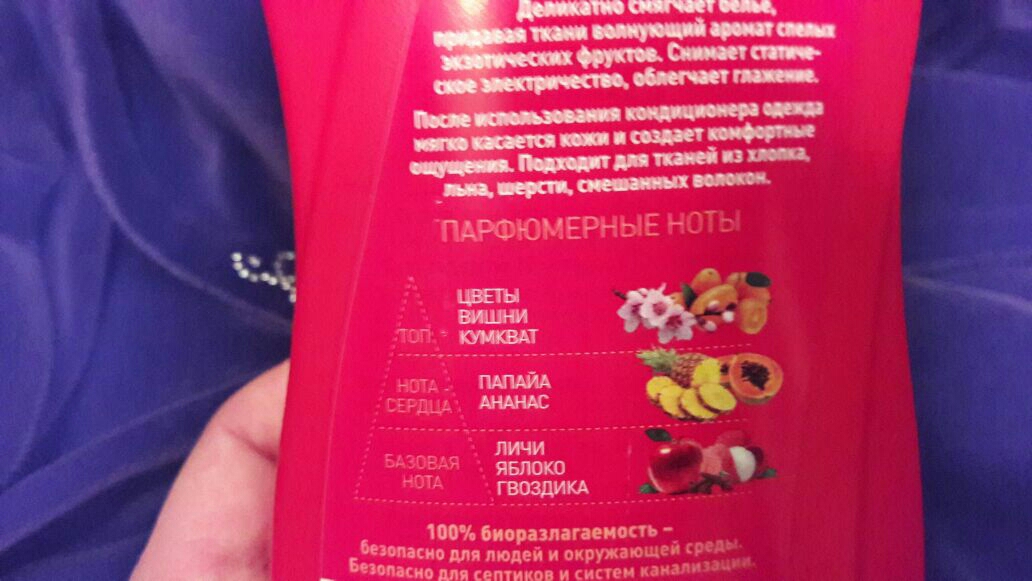 Деликатно смягчает белье,
придавая ткани волнующий аромат спелых
экзотических фруктов. Снимает статиче-
ское электричество, облегчает глажение.
После использования кондиционера одежда
мягко касается кожи и создает комфортные
ощущения. Подходит для тканей из хлопка,
льна, шерсти, смешанных волокон.
ПАРФЮМЕРНЫЕ НОТЫ
ТОП
ЦВЕТЫ
ВИШНИ
КУМКВАТ
НОТА
СЕРДЦА
ПАПАЙА
АНАНАС
БАЗОВАЯ
НОТА
ЛИЧИ
ЯБЛОКО
ГВОЗДИКА
100% биоразлагаемость –
безопасно для людей и окружающей среды.
Безопасно для септиков и систем канализации.